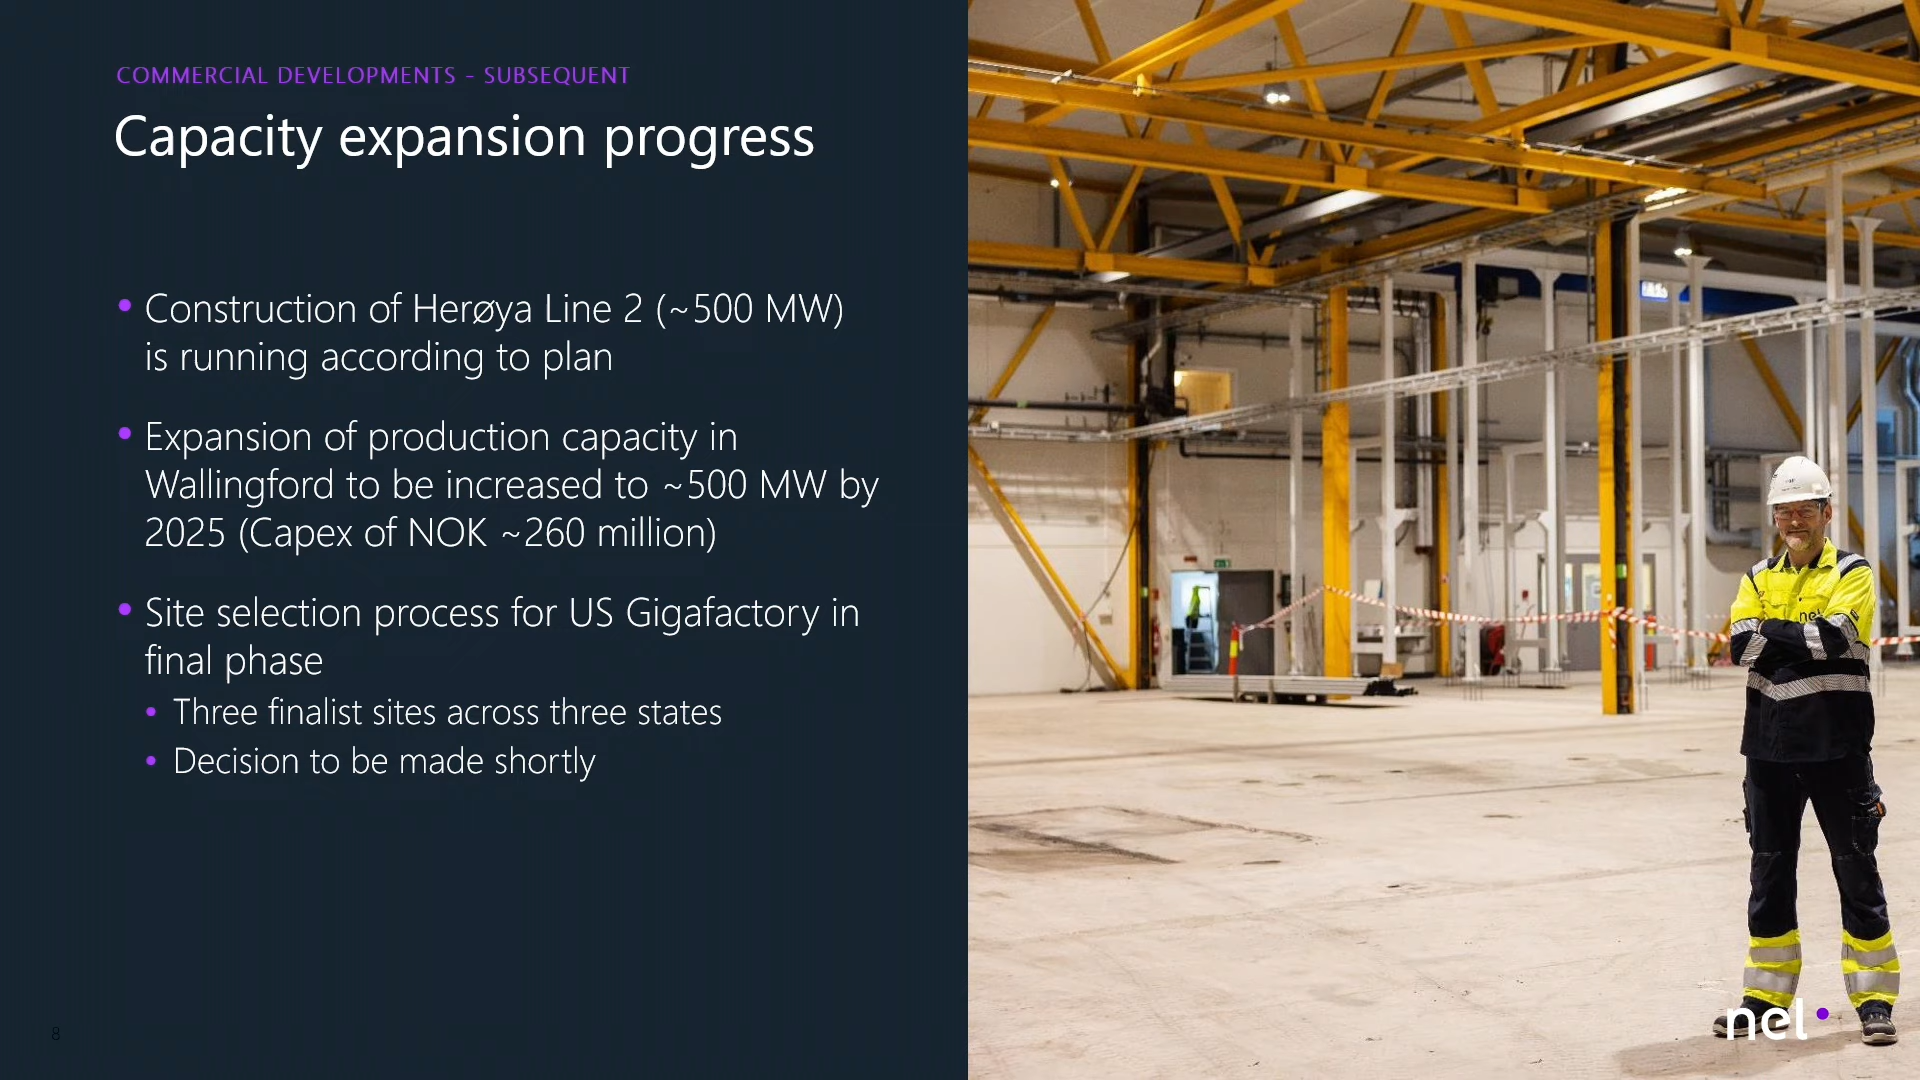 COMMERCIAL DEVELOPMENTS – SUBSEQUENT
Capacity expansion progress
• Construction of Herøya Line 2 (~500 MW)
is running according to plan
• Expansion of production capacity in
Wallingford to be increased to ~500 MW by
2025 (Capex of NOK ~260 million)
• Site selection process for US Gigafactory in
final phase
• Three finalist sites across three states
• Decision to be made shortly
nel
nel
8